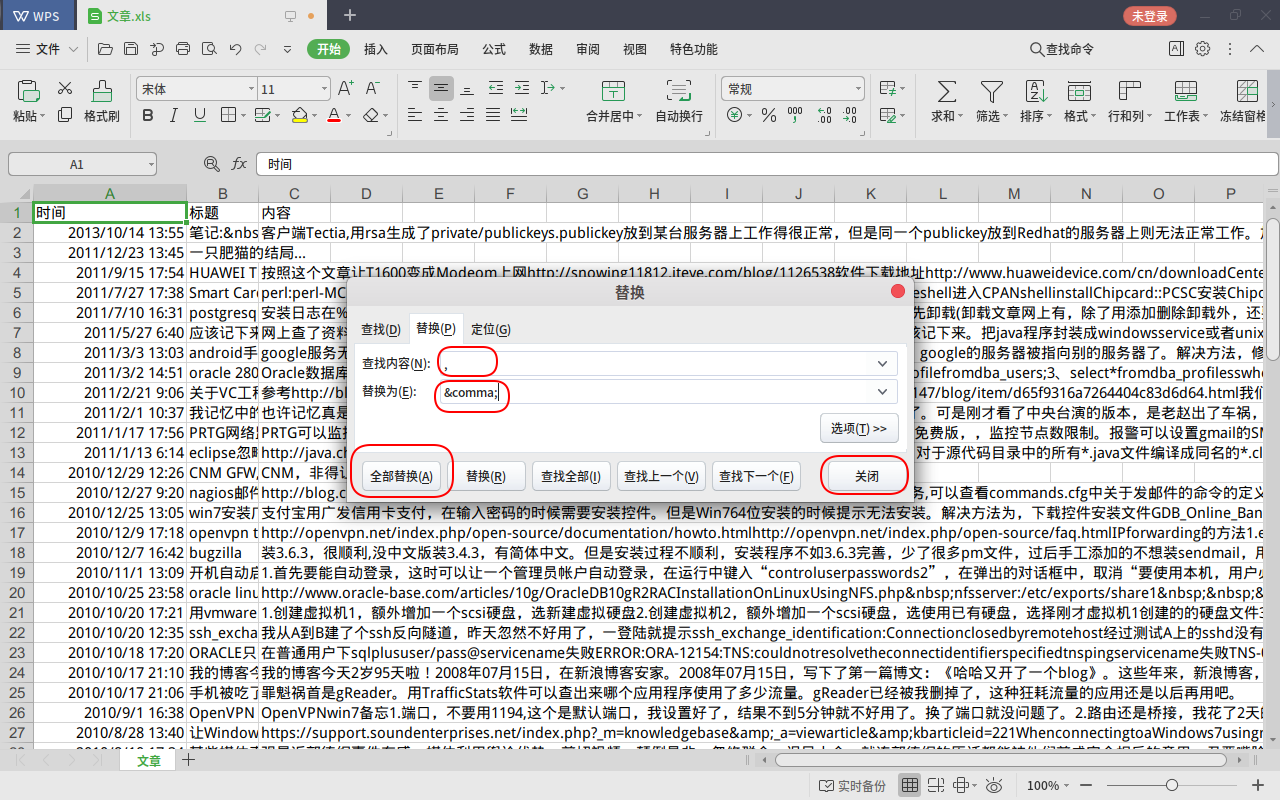 WPS 文章.xls 未登录
文件 开始 插入 页面布局 公式 数据 审阅 视图 特色功能 查找命令
粘贴 格式刷 宋体 11 合并居中 自动换行 常规 求和 筛选 排序 格式 行和列 工作表 冻结窗格
A1 fx 时间
A B C D E F G H I J K L M N O P
1 时间 标题 内容
2 2013/10/14 13:55 笔记:&nbs 客户端Tectia,用rsa生成了private/publickeys.publickey放到某台服务器上工作得很正常，但是同一个publickey放到Redhat的服务器上则无法正常工作。
3 2011/12/23 13:45 一只肥猫的结局...
4 2011/9/15 17:54 HUAWEI T 按照这个文章让T1600变成Modeom上网http://snowing11812.iteye.com/blog/1126538软件下载地址http://www.huaweidevice.com/cn/downloadCente
5 2011/7/27 17:38 Smart Car perl:perl-MC eshell进入CPANshellinstallChipcard::PCSC安装Chipc
6 2011/7/10 16:31 postgresq 安装日志在% 先卸载(卸载文章网上有，除了用添加删除卸载外，还
7 2011/5/27 6:40 应该记下来 网上查了资料 该记下来。把java程序封装成windowsservice或者unix
8 2011/3/3 13:03 android手 google服务无 google的服务器被指向别的服务器了。解决方法，修
9 2011/3/2 14:51 oracle 280 Oracle数据库 ofilefromdba_users;3、select*fromdba_profileswhe
10 2011/2/21 9:06 关于VC工程 参考http://bl 147/blog/item/d65f9316a7264404c83d6d64.html我们
11 2011/2/1 10:37 我记忆中的 也许记忆真是 了。可是刚才看了中央台演的版本，是老赵出了车祸，
12 2011/1/17 17:56 PRTG网络 PRTG可以监控 免费版，，监控节点数限制。报警可以设置gmail的SM
13 2011/1/13 6:14 eclipse忽略 http://java.ch 对于源代码目录中的所有*.java文件编译成同名的*.cl
14 2010/12/29 12:26 CNM GFW, CNM，非得让
15 2010/12/27 9:20 nagios邮件 http://blog.c 务,可以查看commands.cfg中关于发邮件的命令的定义
16 2010/12/25 13:05 win7安装广 支付宝用广发信用卡支付，在输入密码的时候需要安装控件。但是Win764位安装的时候提示无法安装。解决方法为，下载控件安装文件GDB_Online_Ban
17 2010/12/9 17:18 openvpn t http://openvpn.net/index.php/open-source/documentation/howto.htmlhttp://openvpn.net/index.php/open-source/faq.htmlIPforwarding的方法1.e
18 2010/12/7 16:42 bugzilla 装3.6.3，很顺利,没中文版装3.4.3，有简体中文。但是安装过程不顺利，安装程序不如3.6.3完善，少了很多pm文件，过后手工添加的不想装sendmail，用
19 2010/11/1 13:09 开机自动启 1.首先要能自动登录，这时可以让一个管理员帐户自动登录，在运行中键入“controluserpasswords2”，在弹出的对话框中，取消“要使用本机，用户必
20 2010/10/25 23:58 oracle linu http://www.oracle-base.com/articles/10g/OracleDB10gR2RACInstallationOnLinuxUsingNFS.php&nbsp;nfsserver:/etc/exports/share1&nbsp;&nbsp;&
21 2010/10/20 17:21 用vmware 1.创建虚拟机1，额外增加一个scsi硬盘，选新建虚拟硬盘2.创建虚拟机2，额外增加一个scsi硬盘，选使用已有硬盘，选择刚才虚拟机1创建的的硬盘文件3
22 2010/10/20 12:35 ssh_excha 我从A到B建了个ssh反向隧道，昨天忽然不好用了，一登陆就提示ssh_exchange_identification:Connectionclosedbyremotehost经过测试A上的sshd没有
23 2010/10/18 17:20 ORACLE只 在普通用户下sqlplususer/pass@servicename失败ERROR:ORA-12154:TNS:couldnotresolvetheconnectidentifierspecifiedtnspingservicename失败TNS-0
24 2010/10/17 21:10 我的博客今 我的博客今天2岁95天啦！2008年07月15日，在新浪博客安家。2008年07月15日，写下了第一篇博文：《哈哈又开了一个blog》。这些年来，新浪博客，
25 2010/10/17 21:06 手机被吃了 罪魁祸首是gReader。用TrafficStats软件可以查出来哪个应用程序使用了多少流量。gReader已经被我删掉了，这种狂耗流量的应用还是以后再用吧。
26 2010/9/1 16:38 OpenVPN OpenVPNwin7备忘1.端口，不要用1194,这个是默认端口，我设置好了，结果不到5分钟就不好用了。换了端口就没问题了。2.路由还是桥接，我花了2天的
27 2010/8/28 13:40 让Window https://support.soundenterprises.net/index.php?_m=knowledgebase&amp;_a=viewarticle&amp;kbarticleid=221WhenconnectingtoaWindows7usingr
替换
查找(D) 替换(P) 定位(G)
查找内容(N): ,
替换为(E): &comma;
选项(T) >>
全部替换(A) 替换(R) 查找全部(I) 查找上一个(V) 查找下一个(F) 关闭
文章
实时备份 100%